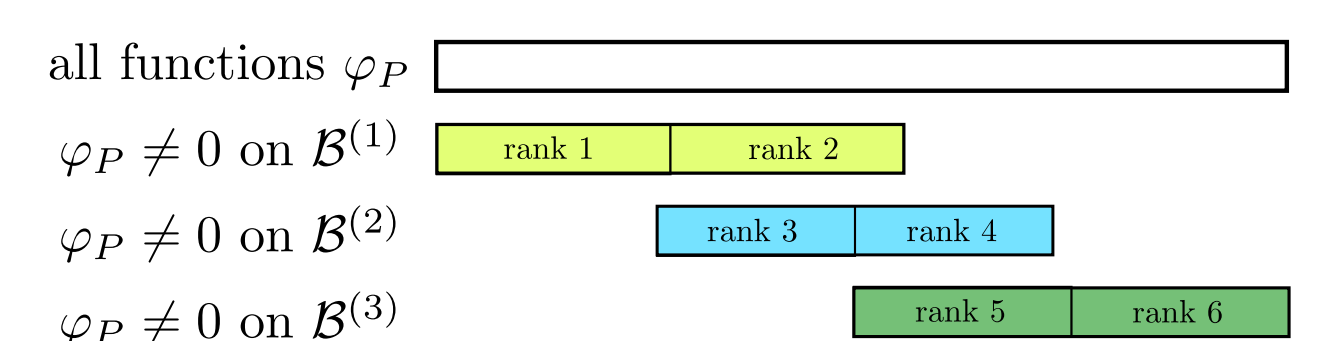 all functions φ_P
φ_P ≠ 0 on 𝓑^(1) rank 1 rank 2
φ_P ≠ 0 on 𝓑^(2) rank 3 rank 4
φ_P ≠ 0 on 𝓑^(3) rank 5 rank 6